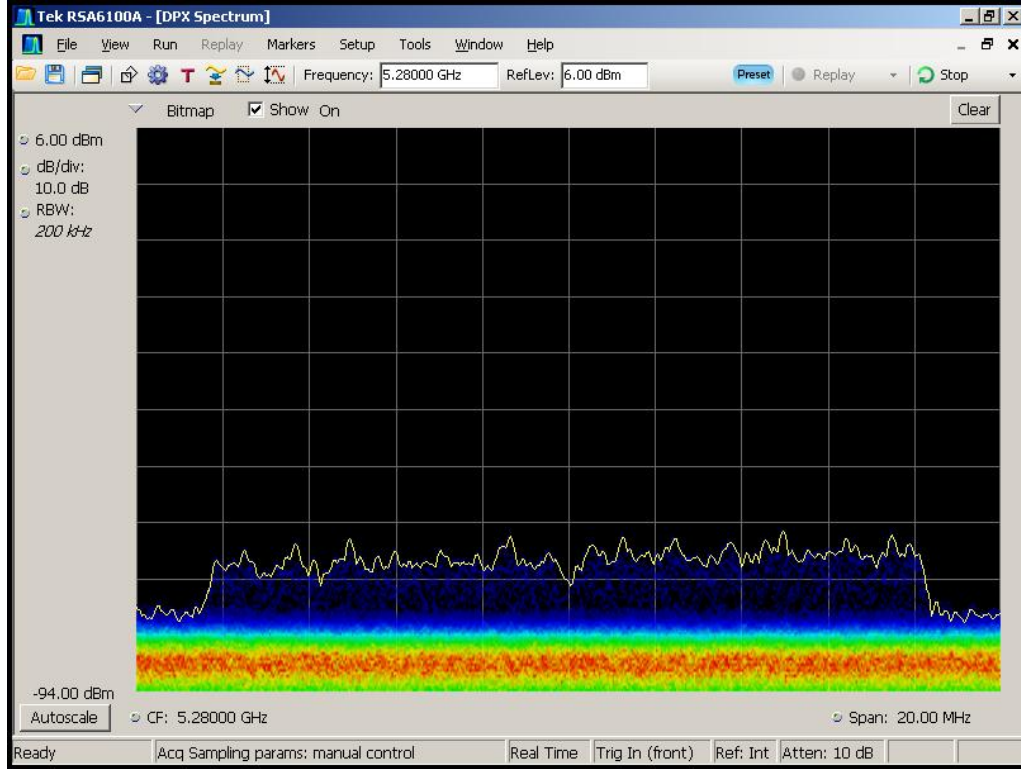 Tek RSA6100A - [DPX Spectrum]
File View Run Replay Markers Setup Tools Window Help
T Frequency: 5.28000 GHz RefLev: 6.00 dBm Preset Replay Stop
Bitmap Show On Clear
6.00 dBm
dB/div:
10.0 dB
RBW:
200 kHz
-94.00 dBm
Autoscale CF: 5.28000 GHz Span: 20.00 MHz
Ready Acq Sampling params: manual control Real Time Trig In (front) Ref: Int Atten: 10 dB